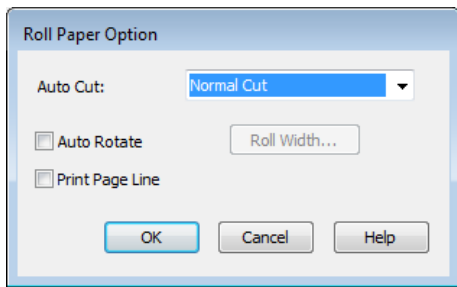 Roll Paper Option
Auto Cut: Normal Cut
Auto Rotate Roll Width...
Print Page Line
OK Cancel Help